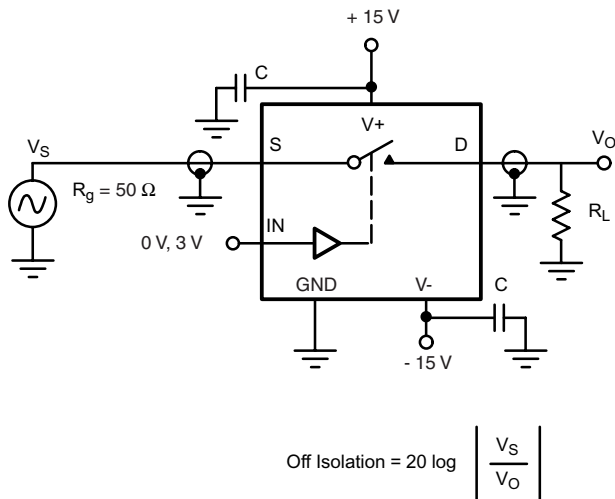 + 15 V
C
V+
S
D
V_S
V_O
R_g = 50 Ω
R_L
IN
0 V, 3 V
GND
V-
C
- 15 V
Off Isolation = 20 log | V_S / V_O |